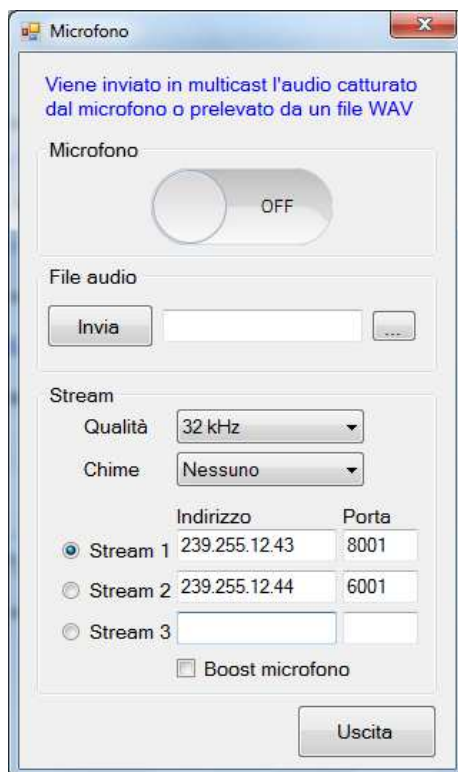 Microfono
Viene inviato in multicast l'audio catturato
dal microfono o prelevato da un file WAV
Microfono
OFF
File audio
Invia
...
Stream
Qualità 32 kHz
Chime Nessuno
Indirizzo Porta
Stream 1 239.255.12.43 8001
Stream 2 239.255.12.44 6001
Stream 3
Boost microfono
Uscita